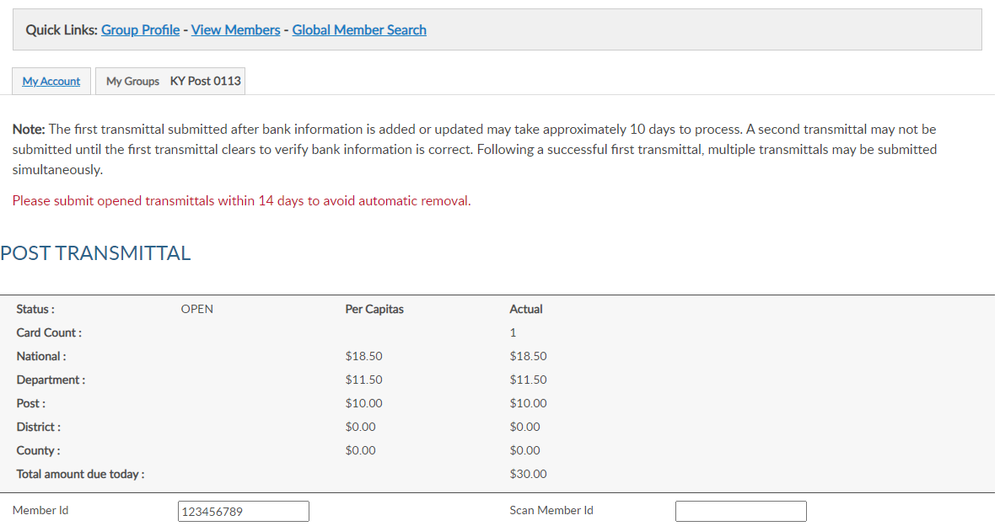 Quick Links: Group Profile - View Members - Global Member Search
My Account My Groups KY Post 0113
Note: The first transmittal submitted after bank information is added or updated may take approximately 10 days to process. A second transmittal may not be
submitted until the first transmittal clears to verify bank information is correct. Following a successful first transmittal, multiple transmittals may be submitted
simultaneously.
Please submit opened transmittals within 14 days to avoid automatic removal.
POST TRANSMITTAL
Status : OPEN Per Capitas Actual
Card Count : 1
National : $18.50 $18.50
Department : $11.50 $11.50
Post : $10.00 $10.00
District : $0.00 $0.00
County : $0.00 $0.00
Total amount due today : $30.00
Member Id 123456789 Scan Member Id